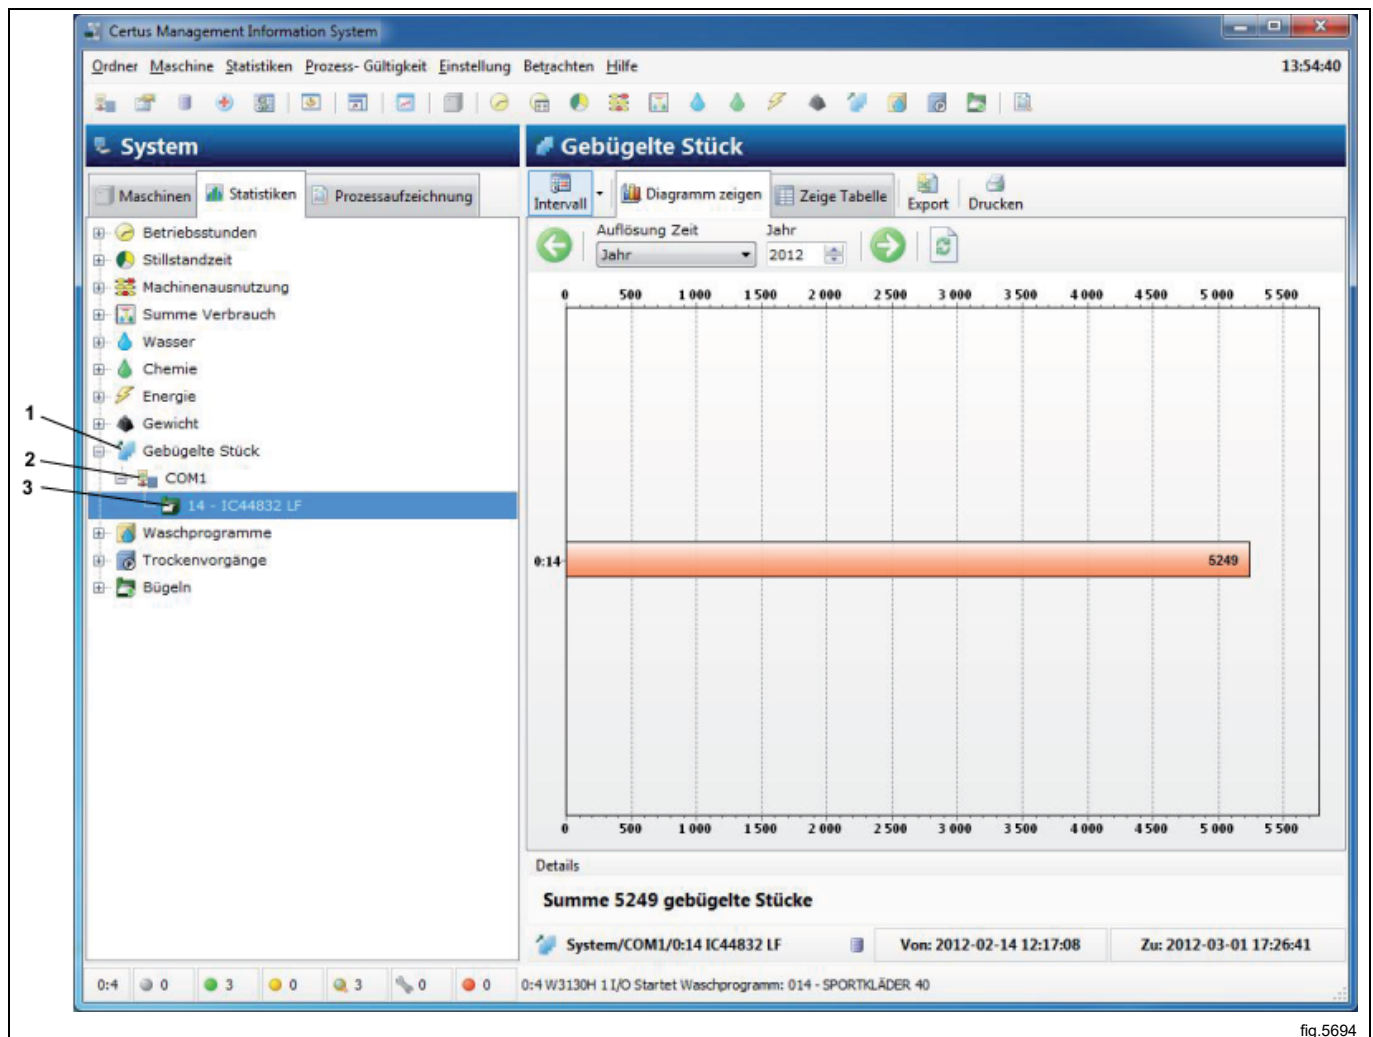 Certus Management Information System
Ordner Maschine Statistiken Prozess- Gültigkeit Einstellung Betrachten Hilfe 13:54:40
System
Gebügelte Stück
Maschinen Statistiken Prozessaufzeichnung
Intervall Diagramm zeigen Zeige Tabelle Export Drucken
Betriebsstunden
Stillstandzeit
Machinenausnutzung
Summe Verbrauch
Wasser
Chemie
Energie
Gewicht
1
Gebügelte Stück
2
COM1
3
14 - IC44832 LF
Waschprogramme
Trockenvorgänge
Bügeln
Auflösung Zeit Jahr
Jahr 2012
0 500 1 000 1 500 2 000 2 500 3 000 3 500 4 000 4 500 5 000 5 500
0:14 5249
0 500 1 000 1 500 2 000 2 500 3 000 3 500 4 000 4 500 5 000 5 500
Details
Summe 5249 gebügelte Stücke
System/COM1/0:14 IC44832 LF Von: 2012-02-14 12:17:08 Zu: 2012-03-01 17:26:41
0:4 0 3 0 3 0 0 0:4 W3130H 1 I/O Startet Waschprogramm: 014 - SPORTKLÄDER 40
fig.5694